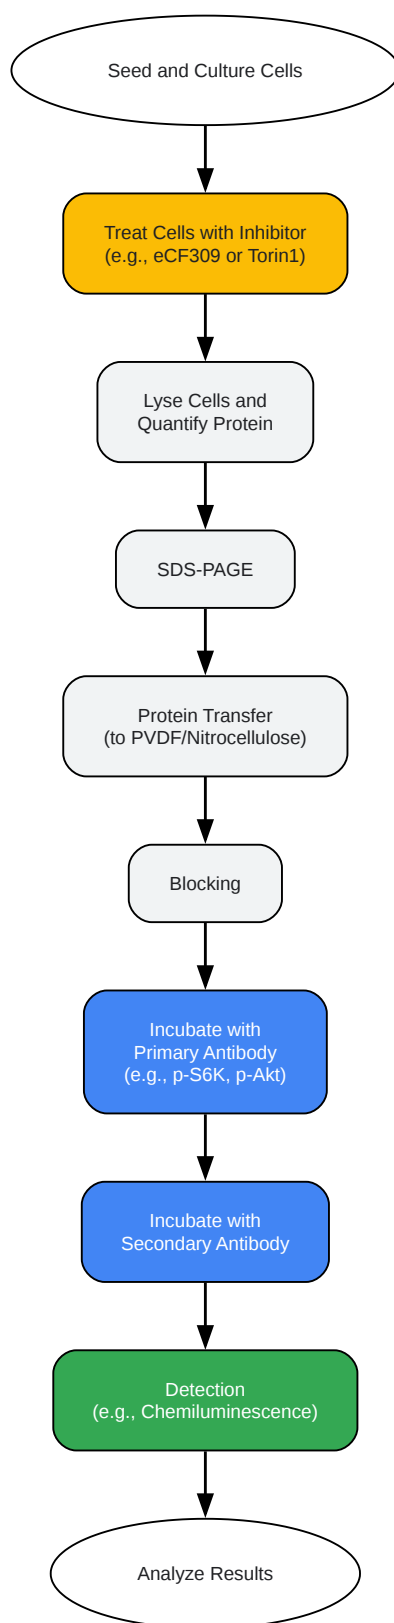 Seed and Culture Cells
Treat Cells with Inhibitor
(e.g., eCF309 or Torin1)
Lyse Cells and
Quantify Protein
SDS-PAGE
Protein Transfer
(to PVDF/Nitrocellulose)
Blocking
Incubate with
Primary Antibody
(e.g., p-S6K, p-Akt)
Incubate with
Secondary Antibody
Detection
(e.g., Chemiluminescence)
Analyze Results